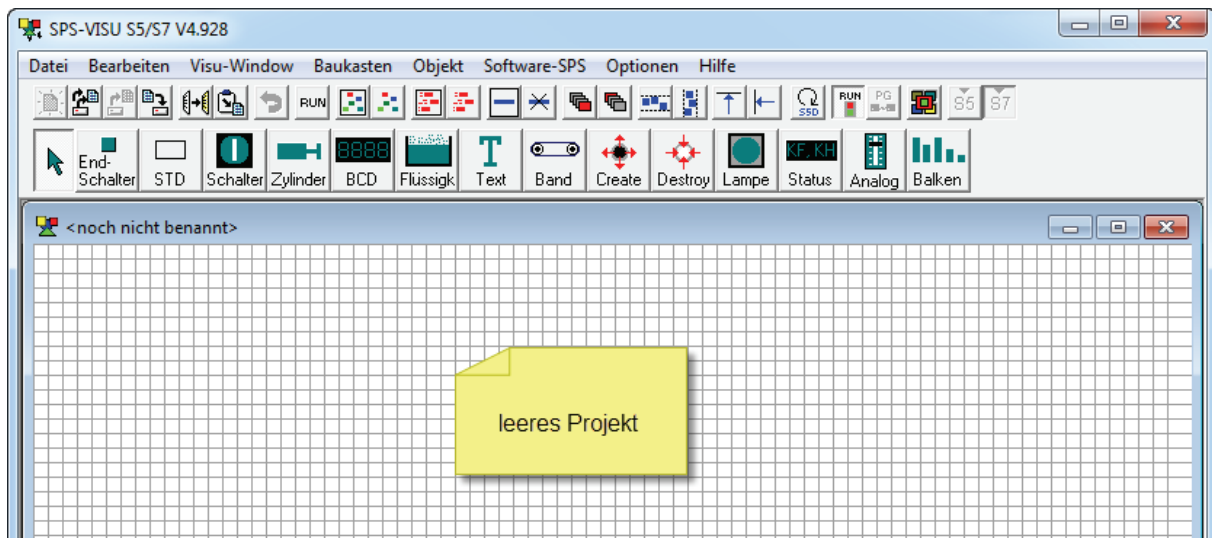 SPS-VISU S5/S7 V4.928
Datei Bearbeiten Visu-Window Baukasten Objekt Software-SPS Optionen Hilfe
RUN SSD RUN PG S5 S7
8888 T KF, KH
End-
Schalter STD Schalter Zylinder BCD Flüssigk Text Band Create Destroy Lampe Status Analog Balken
<noch nicht benannt>
leeres Projekt